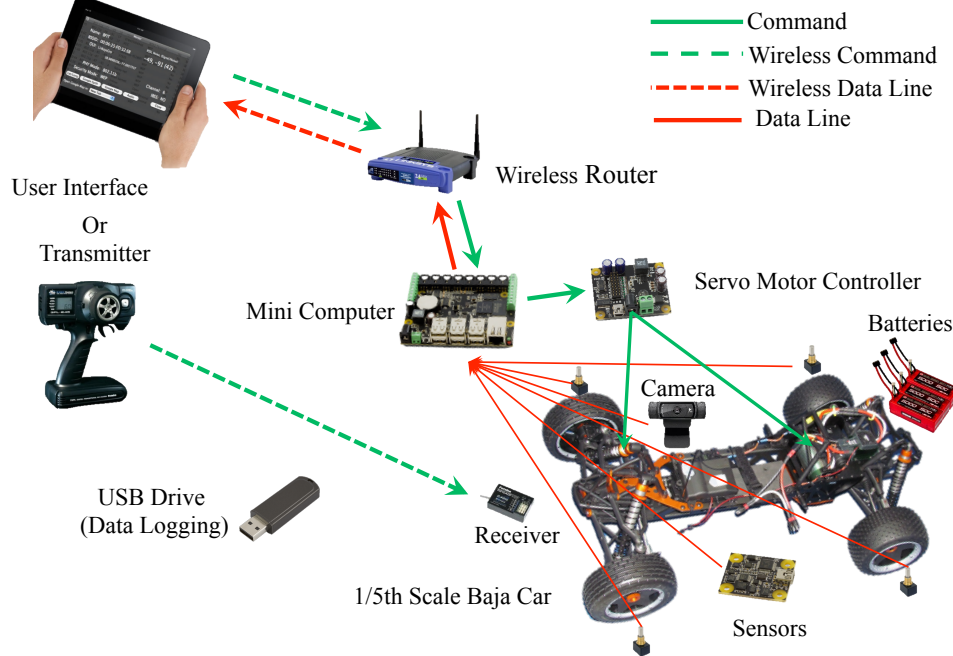 Command
Wireless Command
Wireless Data Line
Data Line
Wireless Router
User Interface
Or
Transmitter
Mini Computer
Servo Motor Controller
Batteries
Camera
USB Drive
(Data Logging)
Receiver
1/5th Scale Baja Car
Sensors